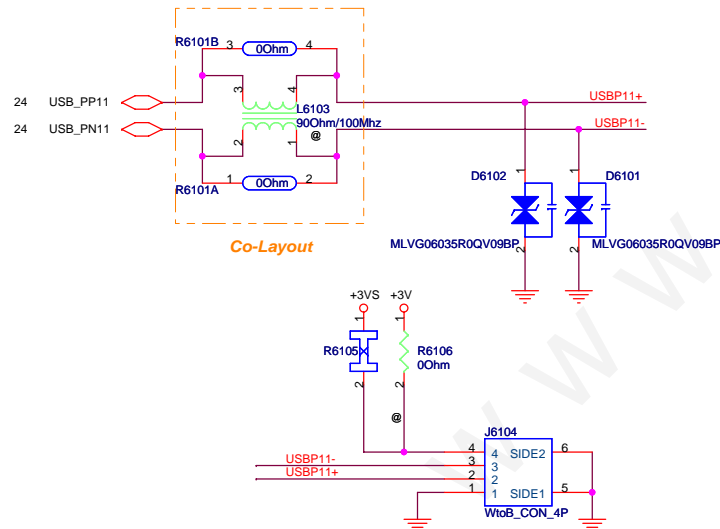 R6101B 3 0Ohm 4
24 USB_PP11
3 4
L6103
90Ohm/100Mhz
@
USBP11+
24 USB_PN11
2 1
USBP11-
R6101A 1 0Ohm 2
Co-Layout
D6102 1 D6101 1
MLVG06035R0QV09BP MLVG06035R0QV09BP
2 2
+3VS +3V
1 1
R6105 R6106
0Ohm
2 2
@
J6104
4 4 SIDE2 6
USBP11- 3 3
USBP11+ 2 2
1 1 SIDE1 5
WtoB_CON_4P
w w w